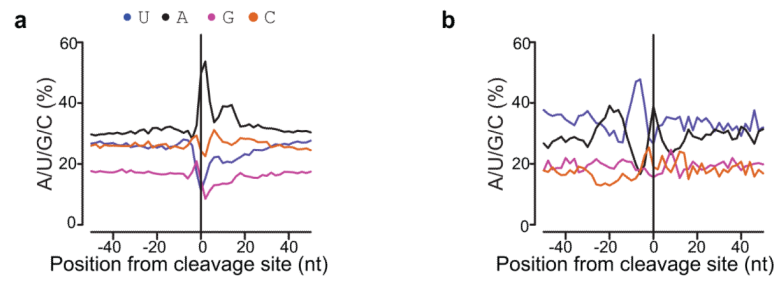 a
U A G C
A/U/G/C (%)
60
40
20
0
-40 -20 0 20 40
Position from cleavage site (nt)
b
A/U/G/C (%)
60
40
20
0
-40 -20 0 20 40
Position from cleavage site (nt)